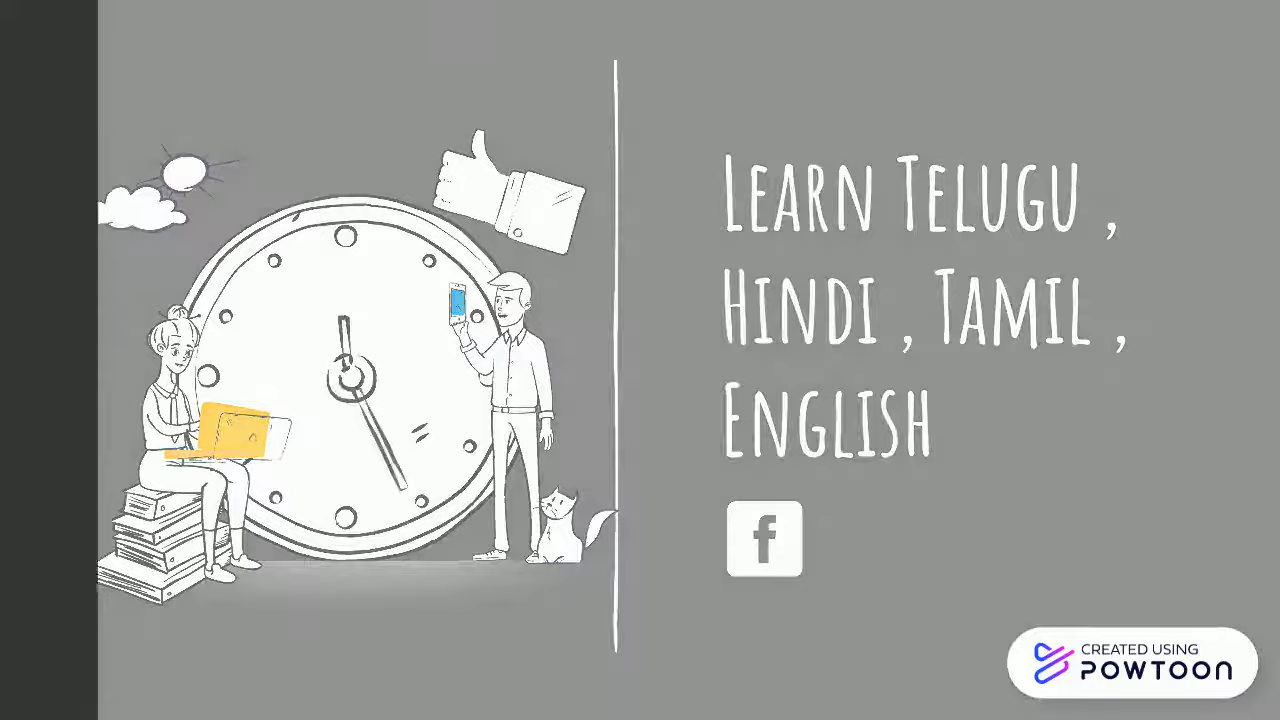 Learn Telugu ,
Hindi , Tamil ,
English
f
CREATED USING
POWTOON